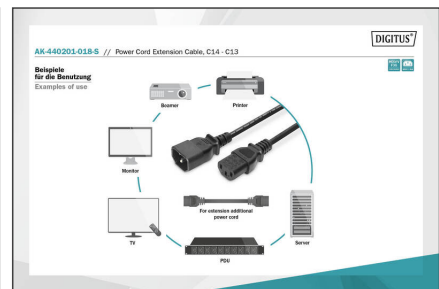 DIGITUS®
AK-440201-018-S // Power Cord Extension Cable, C14 - C13
Beispiele
für die Benutzung
Examples of use
Beamer
Printer
Monitor
For extension additional
power cord
TV
Server
PDU